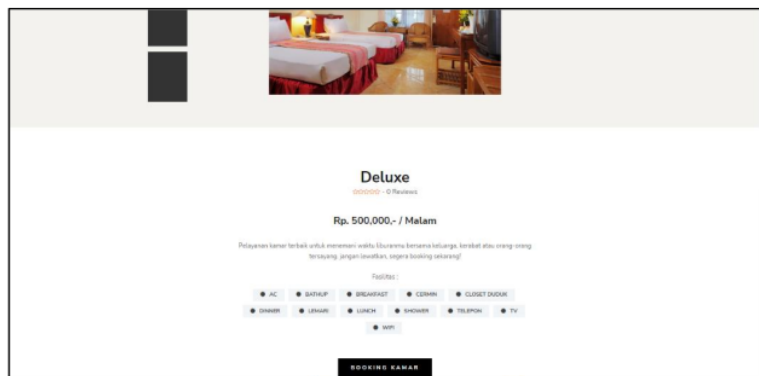 Deluxe
- 0 Reviews
Rp. 500,000,- / Malam
Pelayanan kamar terbaik untuk menemani waktu liburanmu bersama keluarga, kerabat atau orang-orang
tersayang, jangan lewatkan, segera booking sekarang!
Fasilitas :
AC BATHUP BREAKFAST CERMIN CLOSET DUDUK
DINNER LEMARI LUNCH SHOWER TELEPON TV
WIFI
BOOKING KAMAR